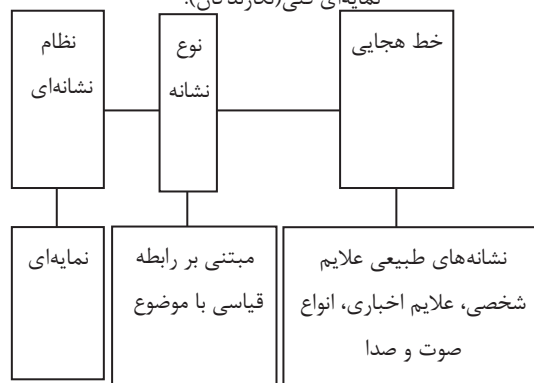 نمایه‌ای فنی(نگارندگان).
خط هجایی
نوع
نشانه
نظام
نشانه‌ای
نشانه‌های طبیعی علایم
شخصی، علایم اخباری، انواع
صوت و صدا
مبتنی بر رابطه
قیاسی با موضوع
نمایه‌ای